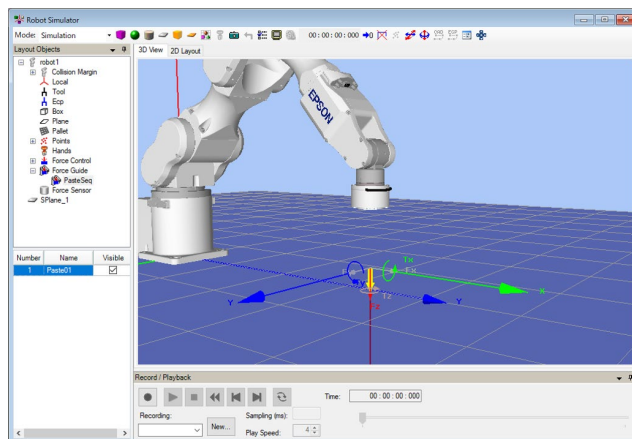 Robot Simulator
Mode: Simulation
00 : 00 : 00 : 000
Layout Objects
3D View 2D Layout
robot1
Collision Margin
Local
Tool
Ecp
Box
Plane
Pallet
Points
Hands
Force Control
Force Guide
PasteSeq
Force Sensor
SPlane_1
Number Name Visible
1 Paste01
EPSON
Tx
Fx
X
Y
Tz
Y
Record / Playback
Time: 00 : 00 : 00 : 000
Recording:
New...
Sampling (ms):
Play Speed: 4